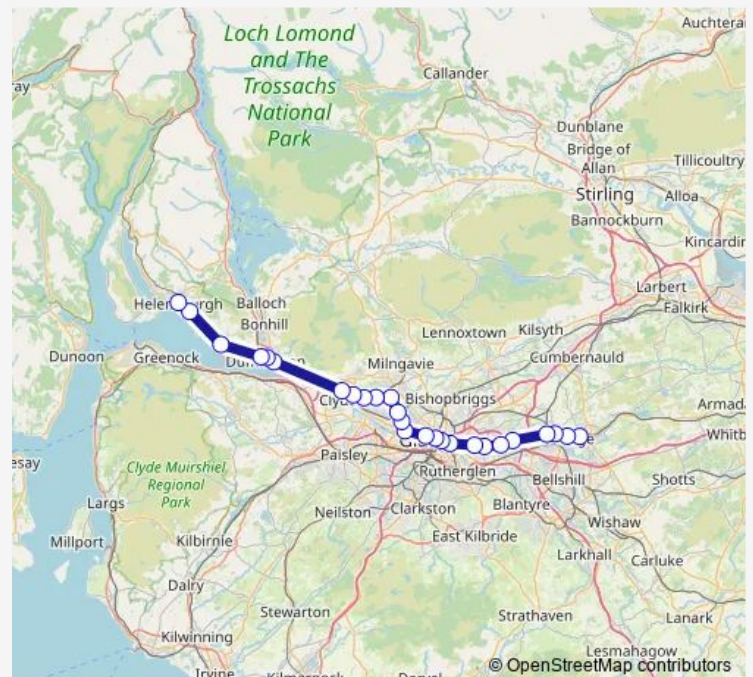 Auchtera
Loch Lomond
and The
Trossachs
National
Park
Callander
ray
Dunblane
Bridge of
Allan
Tillicoultry
Stirling
Alloa
Bannockburn
Kincardin
Larbert
Falkirk
Balloch
Bonhill
Lennoxtown
Kilsyth
Cumbernauld
Dunoon
Greenock
Milngavie
Bishopbriggs
Armad
Whitb
esay
Clyde Muirshiel
Regional
Park
Paisley
Rutherglen
Bellshill
Shotts
Largs
Neilston
Clarkston
Blantyre
Wishaw
Millport
Kilbirnie
East Kilbride
Larkhall
Carluke
Dalry
Stewarton
Strathaven
Lanark
Kilwinning
Lesmahagow
© OpenStreetMap contributors